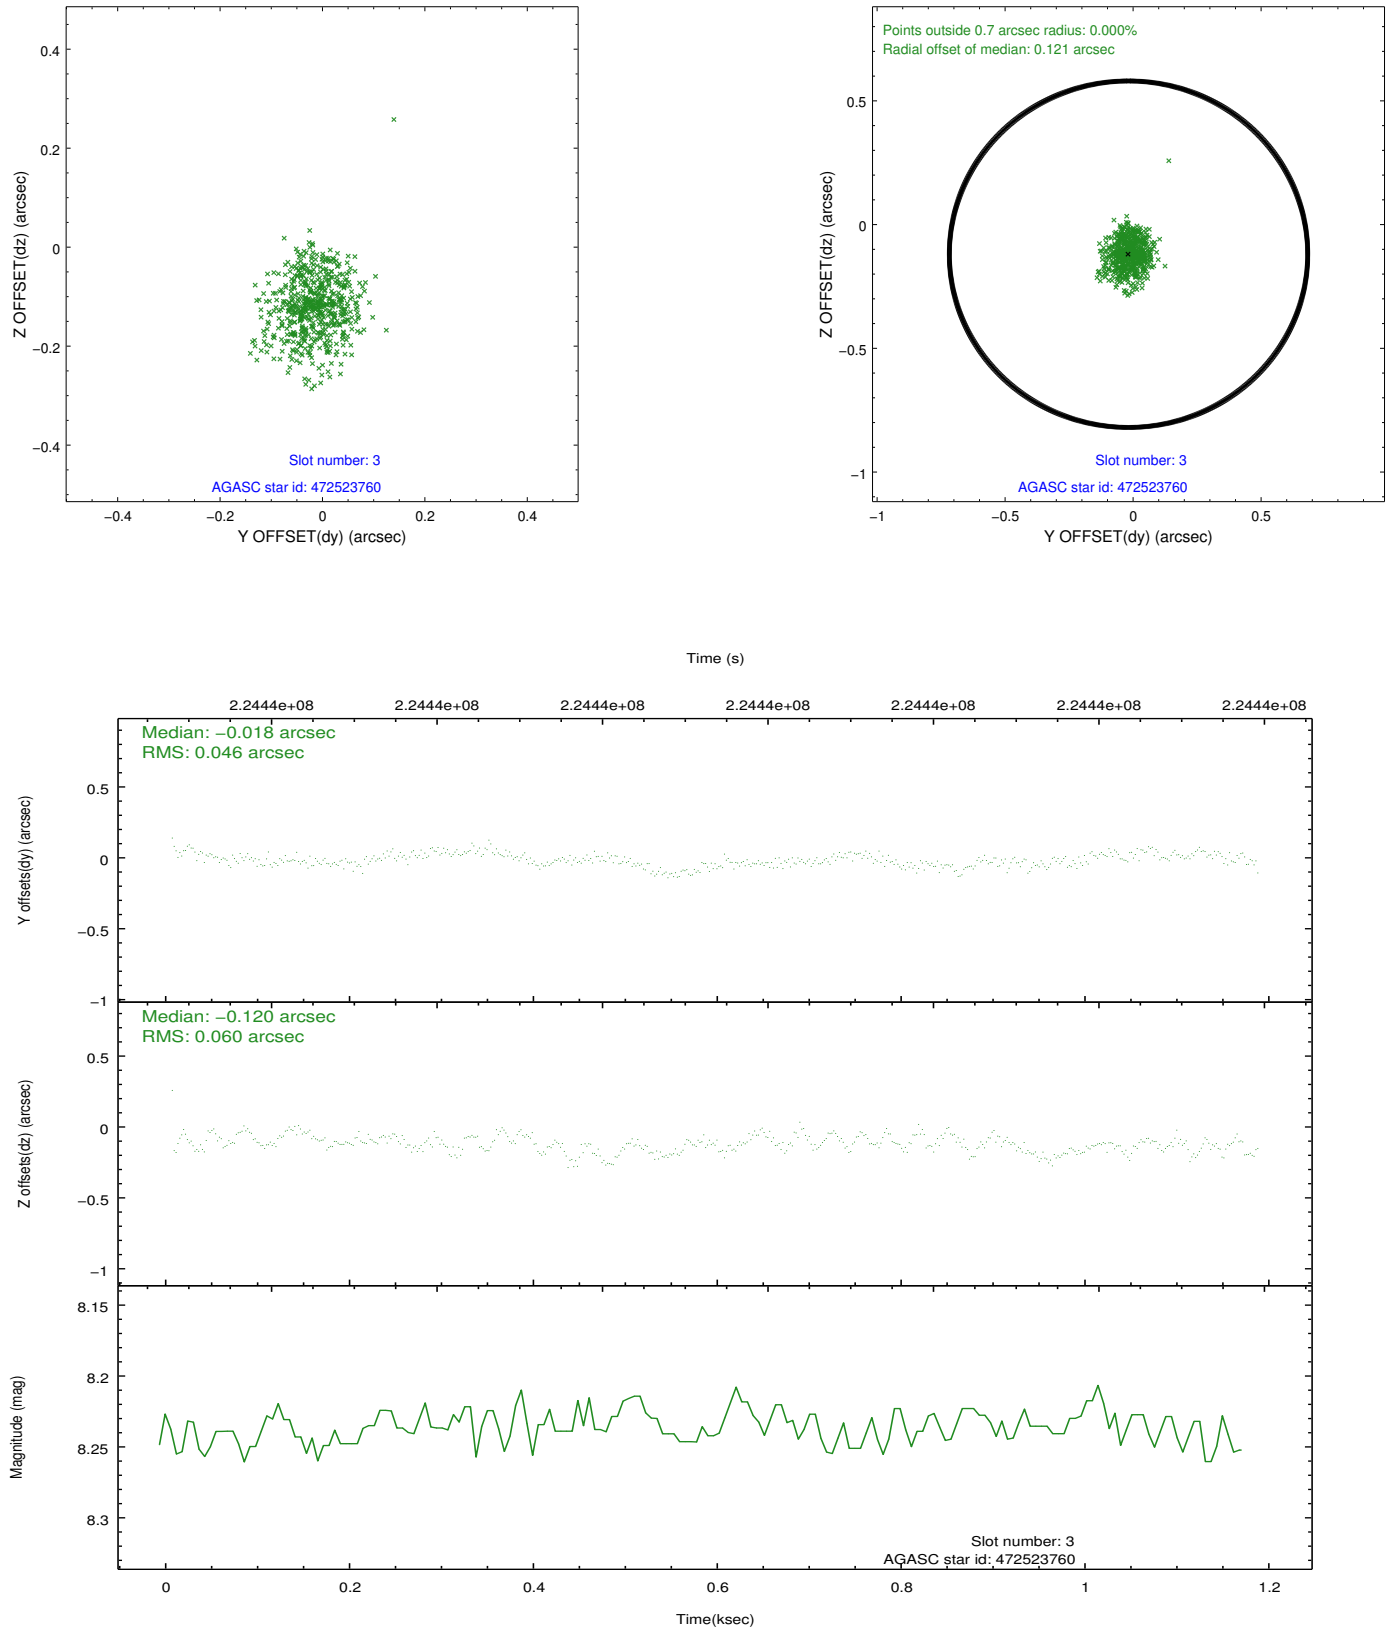 0.4
0.2
0
−0.2
−0.4
Z OFFSET(dz) (arcsec)
Slot number: 3
AGASC star id: 472523760
−0.4
−0.2
0
0.2
0.4
Y OFFSET(dy) (arcsec)
Points outside 0.7 arcsec radius: 0.000%
Radial offset of median: 0.121 arcsec
0.5
0
−0.5
−1
Z OFFSET(dz) (arcsec)
Slot number: 3
AGASC star id: 472523760
−1
−0.5
0
0.5
Y OFFSET(dy) (arcsec)
Time (s)
2.2444e+08
2.2444e+08
2.2444e+08
2.2444e+08
2.2444e+08
2.2444e+08
2.2444e+08
Median: −0.018 arcsec
RMS: 0.046 arcsec
0.5
0
−0.5
−1
Y offsets(dy) (arcsec)
Median: −0.120 arcsec
RMS: 0.060 arcsec
0.5
0
−0.5
−1
Z offsets(dz) (arcsec)
8.15
8.2
8.25
8.3
Magnitude (mag)
Slot number: 3
AGASC star id: 472523760
0
0.2
0.4
0.6
0.8
1
1.2
Time(ksec)